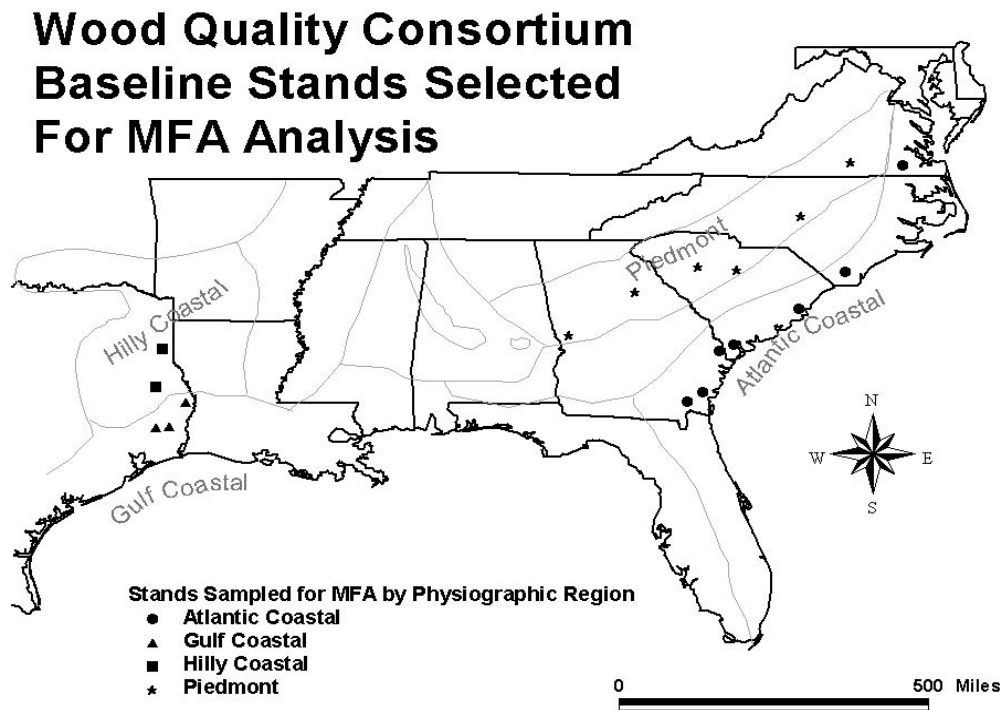 Wood Quality Consortium
Baseline Stands Selected
For MFA Analysis
Piedmont
Hilly Coastal
Atlantic Coastal
Gulf Coastal
N
W E
S
Stands Sampled for MFA by Physiographic Region
Atlantic Coastal
Gulf Coastal
Hilly Coastal
Piedmont
0 500 Miles